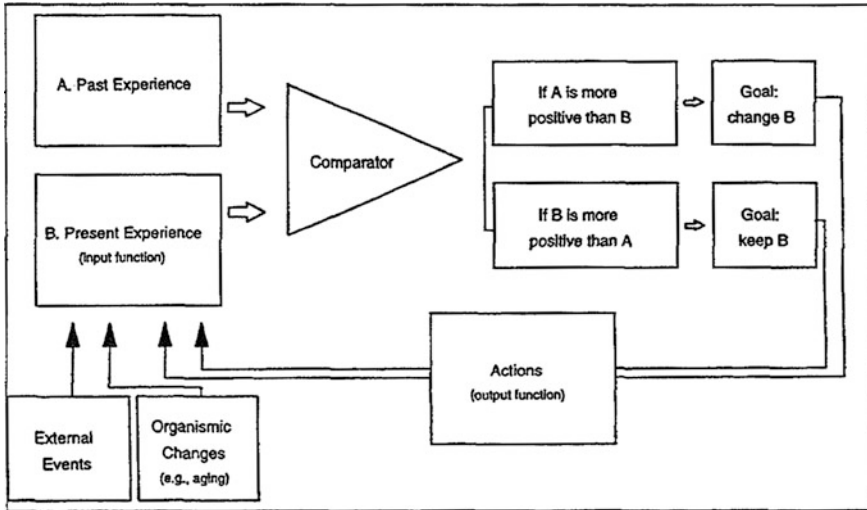 A. Past Experience
B. Present Experience
(input function)
Comparator
If A is more
positive than B
Goal:
change B
If B is more
positive than A
Goal:
keep B
Actions
(output function)
External
Events
Organismic
Changes
(e.g., aging)